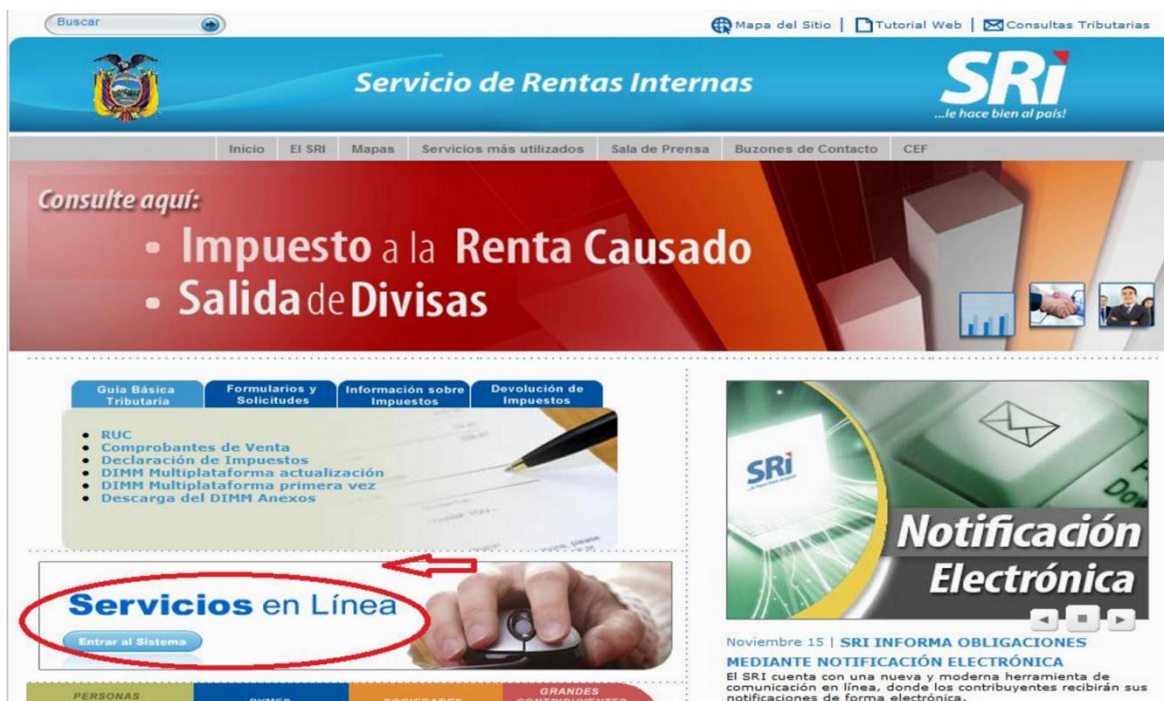 Buscar
Mapa del Sitio | Tutorial Web | Consultas Tributarias
Servicio de Rentas Internas
SRi
...le hace bien al país!
Inicio El SRI Mapas Servicios más utilizados Sala de Prensa Buzones de Contacto CEF
Consulte aquí:
• Impuesto a la Renta Causado
• Salida de Divisas
Guía Básica Tributaria
Formularios y Solicitudes
Información sobre Impuestos
Devolución de Impuestos
• RUC
• Comprobantes de Venta
• Declaración de Impuestos
• DIMM Multiplataforma actualización
• DIMM Multiplataforma primera vez
• Descarga del DIMM Anexos
Servicios en Línea
Entrar al Sistema
PERSONAS
PYMES
SOCIEDADES
GRANDES
CONTRIBUYENTES
SRi
Notificación
Electrónica
Noviembre 15 | SRI INFORMA OBLIGACIONES
MEDIANTE NOTIFICACIÓN ELECTRÓNICA
El SRI cuenta con una nueva y moderna herramienta de
comunicación en línea, donde los contribuyentes recibirán sus
notificaciones de forma electrónica.